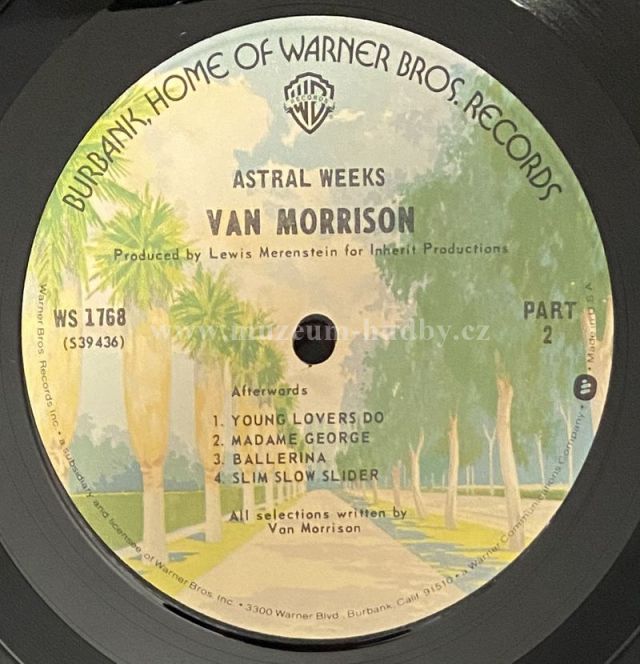 BURBANK, HOME OF WARNER BROS. RECORDS
RECORDS
ASTRAL WEEKS
VAN MORRISON
Produced by Lewis Merenstein for Inherit Productions
WS 1768
(S39436)
PART
2
www.muzeum-hudby.cz
Afterwards
1. YOUNG LOVERS DO
2. MADAME GEORGE
3. BALLERINA
4. SLIM SLOW SLIDER
All selections written by
Van Morrison
Warner Bros. Records Inc. • a subsidiary and licensee of Warner Bros. Inc. • 3300 Warner Blvd., Burbank, Calif. 91510 • a Warner Communications Company • Made in U.S.A.